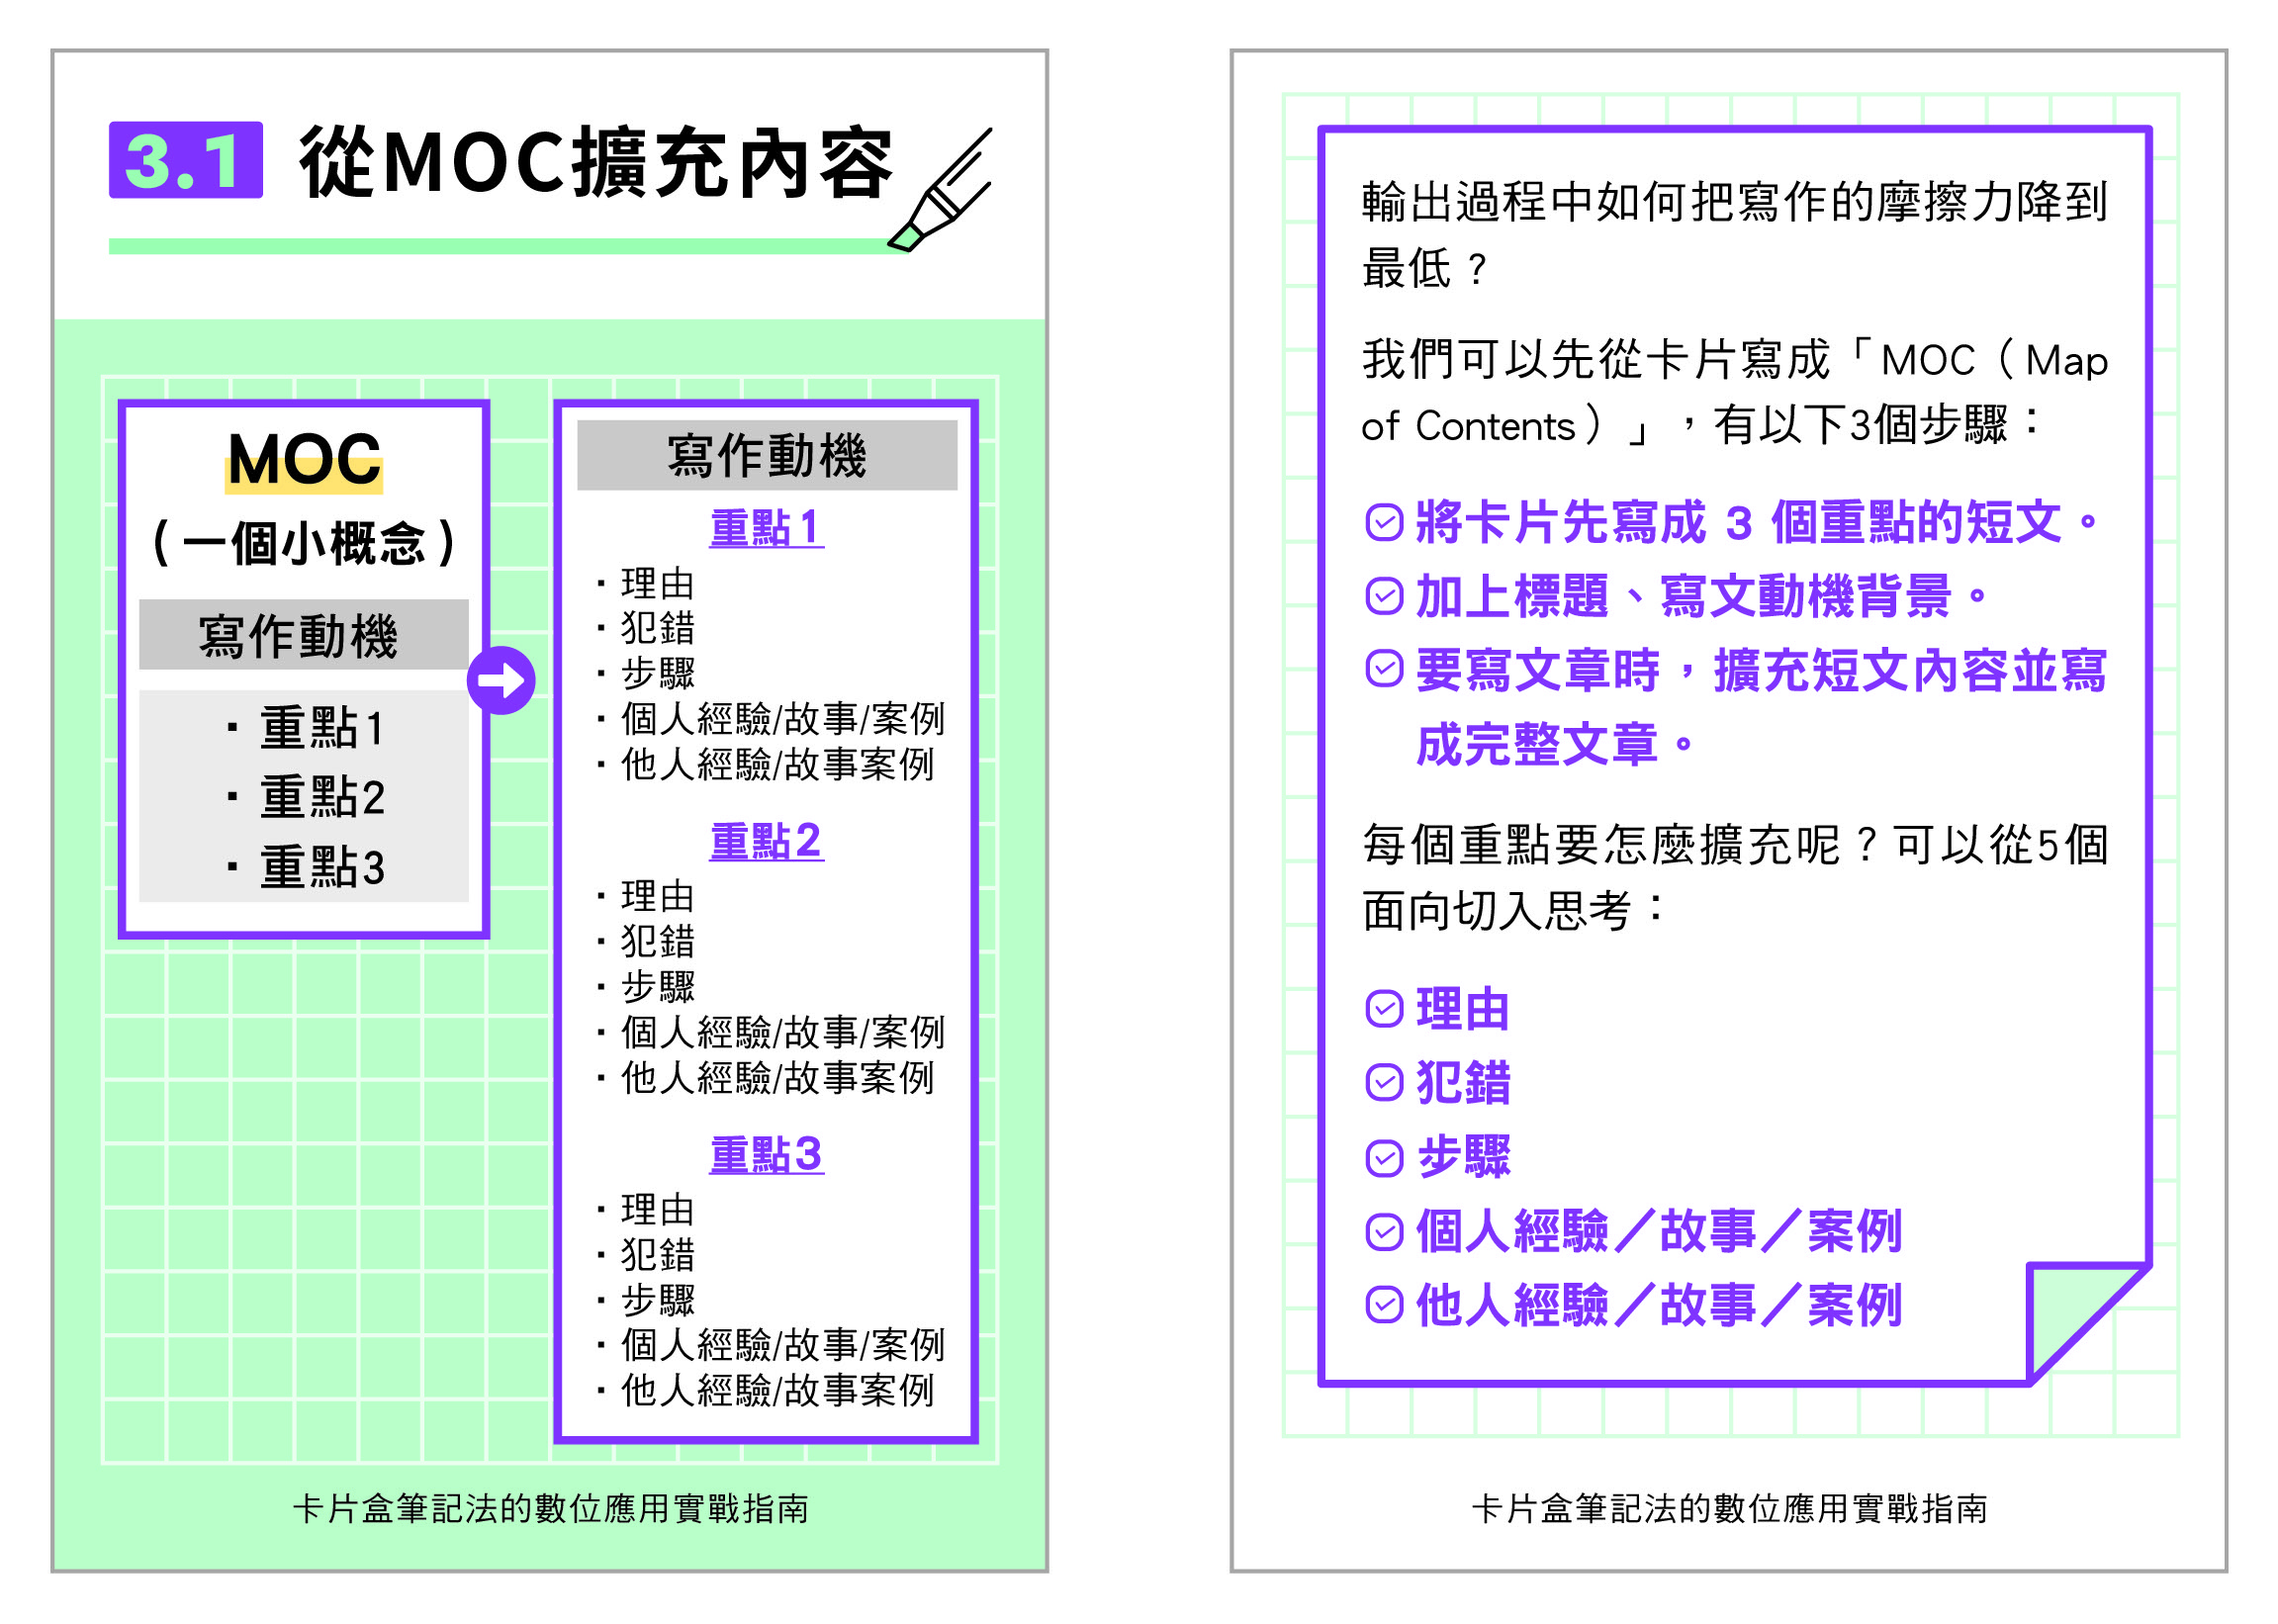 3.1 從MOC擴充內容
MOC
（一個小概念）
寫作動機
・重點1
・重點2
・重點3
寫作動機
重點1
・理由
・犯錯
・步驟
・個人經驗/故事/案例
・他人經驗/故事案例
重點2
・理由
・犯錯
・步驟
・個人經驗/故事/案例
・他人經驗/故事案例
重點3
・理由
・犯錯
・步驟
・個人經驗/故事/案例
・他人經驗/故事案例
卡片盒筆記法的數位應用實戰指南
輸出過程中如何把寫作的摩擦力降到
最低？
我們可以先從卡片寫成「MOC（Map
of Contents）」，有以下3個步驟：
將卡片先寫成 3 個重點的短文。
加上標題、寫文動機背景。
要寫文章時，擴充短文內容並寫
成完整文章。
每個重點要怎麼擴充呢？可以從5個
面向切入思考：
理由
犯錯
步驟
個人經驗／故事／案例
他人經驗／故事／案例
卡片盒筆記法的數位應用實戰指南